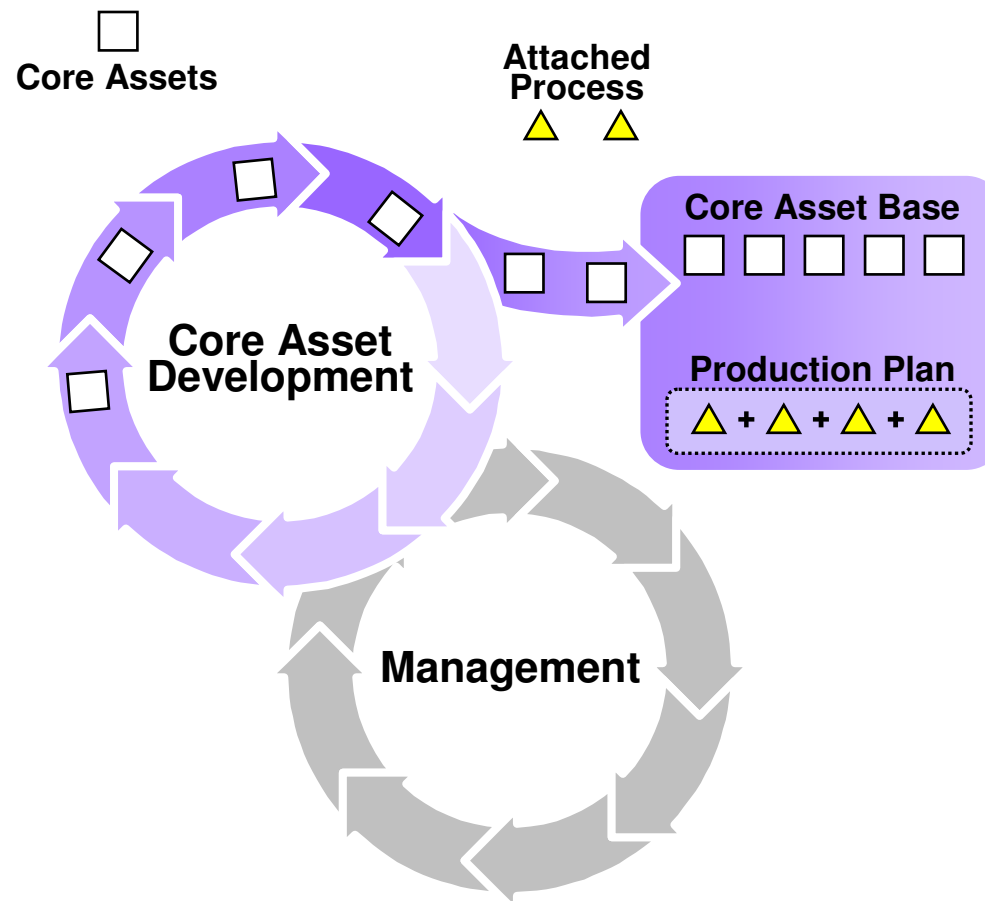 Core Assets
Attached
Process
Core Asset Base
Core Asset
Development
Production Plan
+ + +
Management